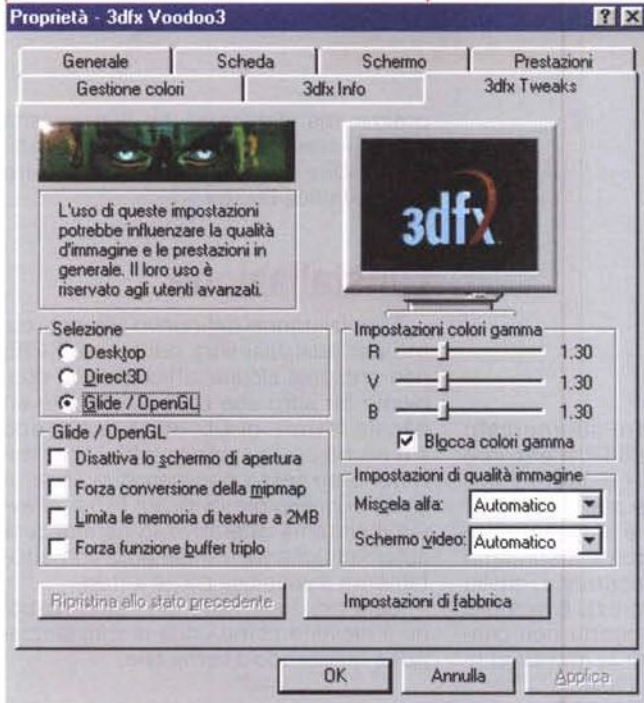 Proprietà - 3dfx Voodoo3
Generale
Scheda
Schermo
Prestazioni
Gestione colori
3dfx Info
3dfx Tweaks
L'uso di queste impostazioni
potrebbe influenzare la qualità
d'immagine e le prestazioni in
generale. Il loro uso è
riservato agli utenti avanzati.
3dfx
Selezione
Desktop
Direct3D
Glide / OpenGL
Impostazioni colori gamma
R 1.30
V 1.30
B 1.30
Blocca colori gamma
Glide / OpenGL
Disattiva lo schermo di apertura
Forza conversione della mipmap
Limita le memoria di texture a 2MB
Forza funzione buffer triplo
Impostazioni di qualità immagine
Miscela alfa: Automatico
Schermo video: Automatico
Ripristina allo stato precedente
Impostazioni di fabbrica
OK
Annulla
Applica